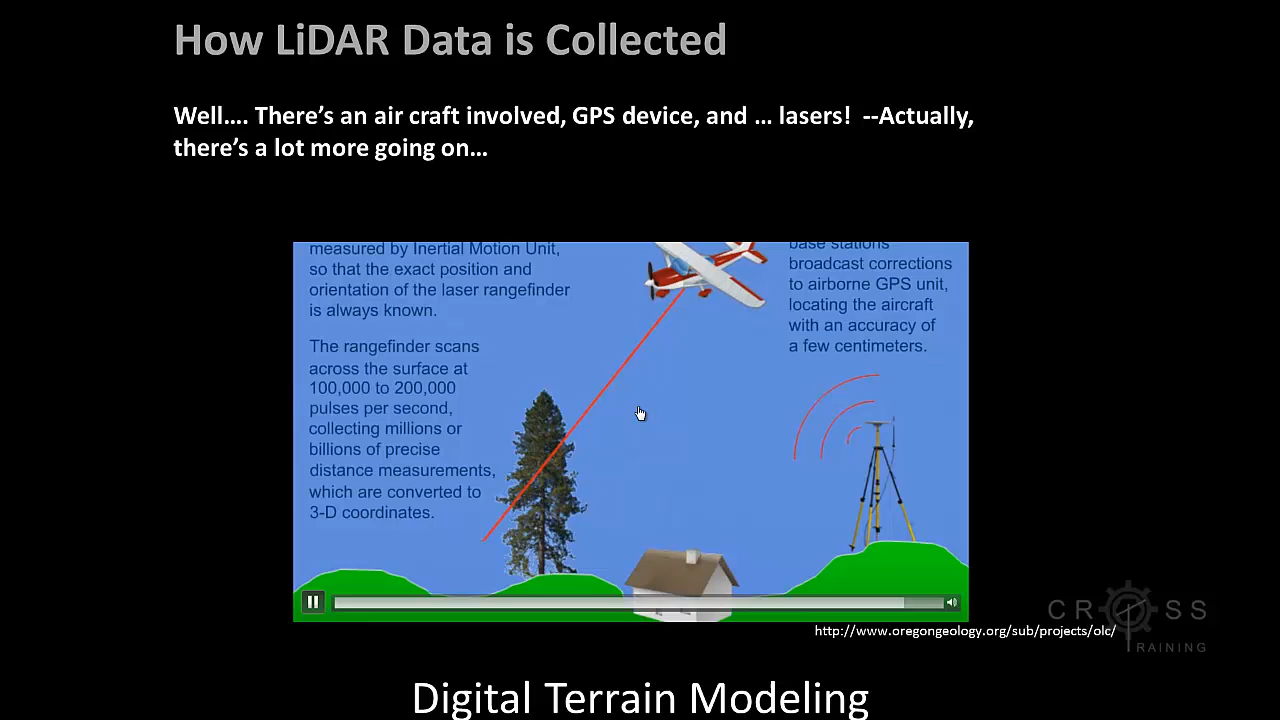 How LiDAR Data is Collected
Well.... There's an air craft involved, GPS device, and ... lasers!  --Actually,
there's a lot more going on...
measured by Inertial Motion Unit,
so that the exact position and
orientation of the laser rangefinder
is always known.
The rangefinder scans
across the surface at
100,000 to 200,000
pulses per second,
collecting millions or
billions of precise
distance measurements,
which are converted to
3-D coordinates.
base stations
broadcast corrections
to airborne GPS unit,
locating the aircraft
with an accuracy of
a few centimeters.
CROSS
TRAINING
http://www.oregongeology.org/sub/projects/olc/
Digital Terrain Modeling